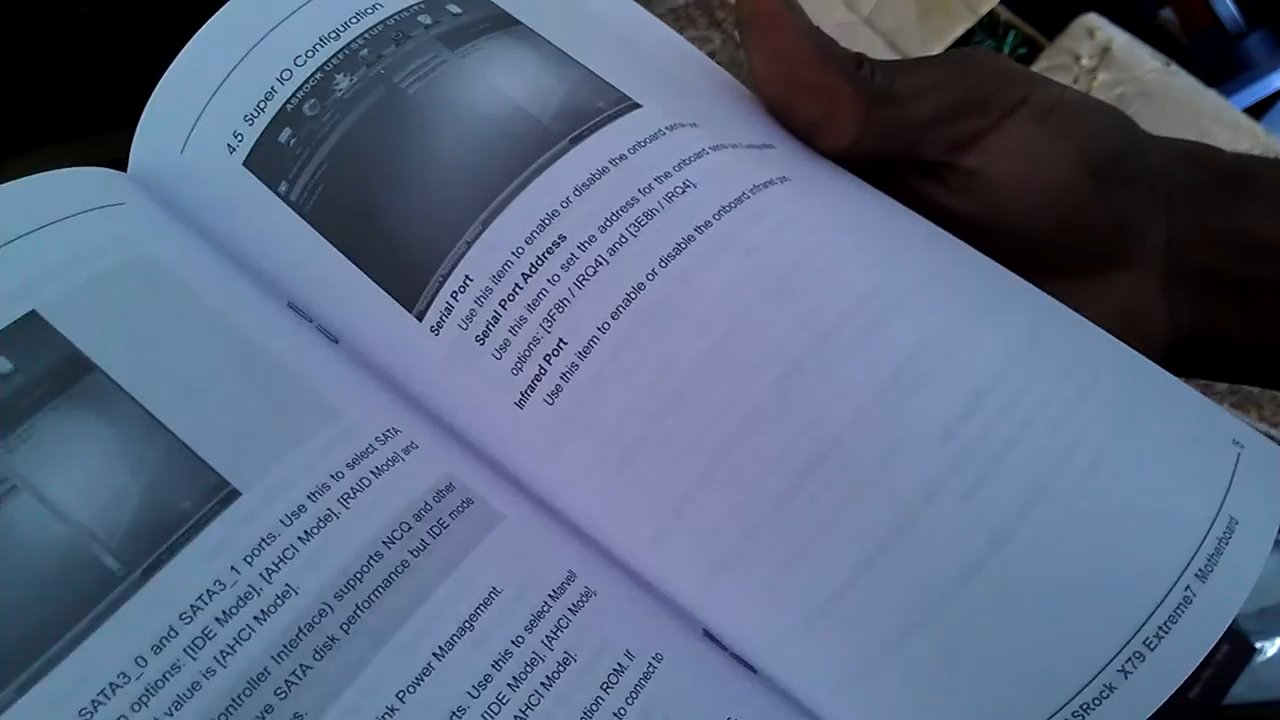 SATA3_0 and SATA3_1 ports. Use this to select SATA
options: [IDE Mode], [AHCI Mode], [RAID Mode] and
value is [AHCI Mode].
Interface) supports NCQ and other
SATA disk performance but IDE mode
Power Management.
Use this to select Marvell
[IDE Mode], [AHCI Mode],
[AHCI Mode].
ROM. If
to connect to
4.5 Super IO Configuration
ASROCK UEFI SETUP UTILITY
Serial Port
Use this item to enable or disable the onboard
Serial Port Address
Use this item to set the address for the onboard
options: [3F8h / IRQ4] and [3E8h / IRQ4].
Infrared Port
Use this item to enable or disable the onboard infrared port.
X79 Extreme7 Motherboard